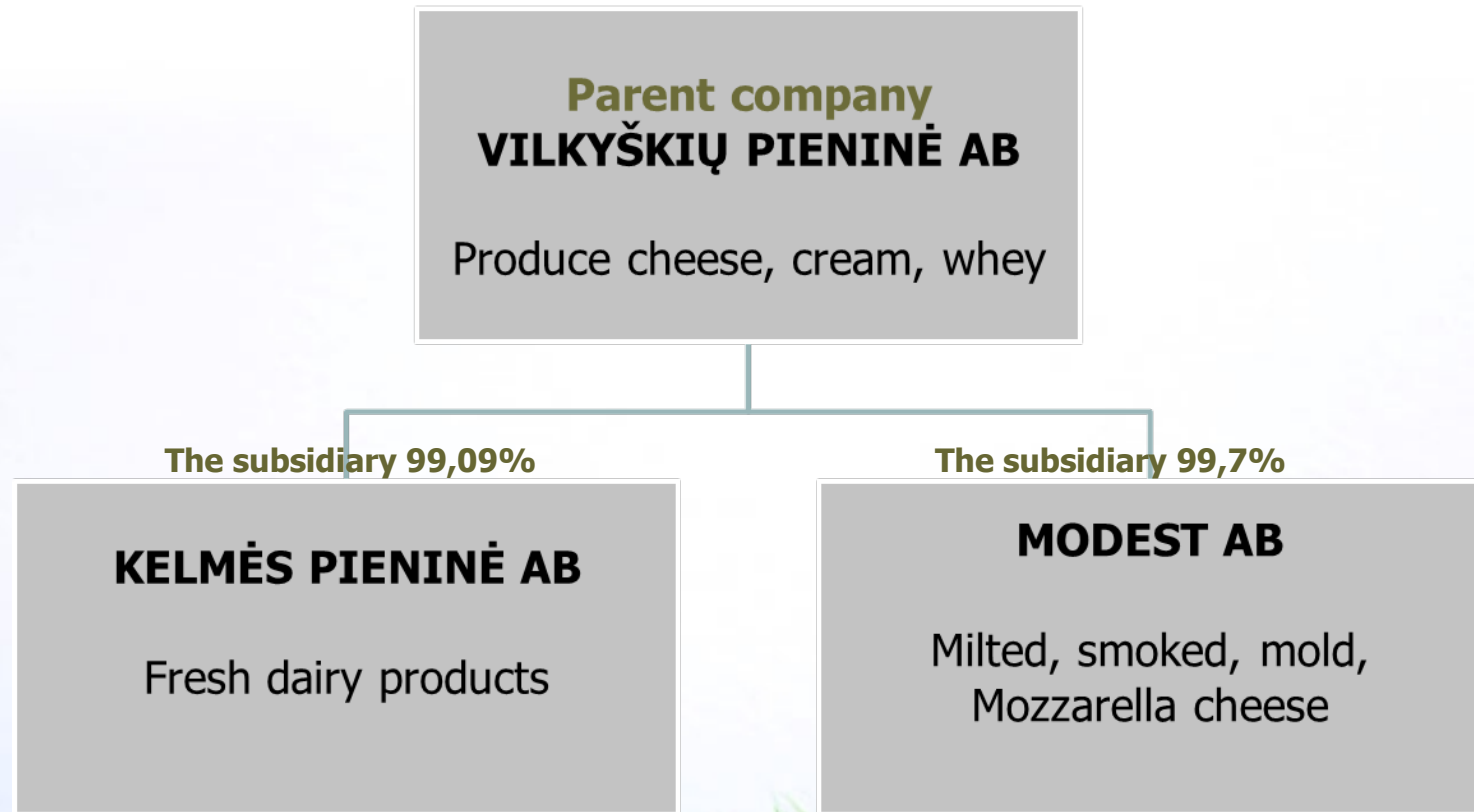 Parent company
VILKYŠKIŲ PIENINĖ AB
Produce cheese, cream, whey
The subsidiary 99,09%
KELMĖS PIENINĖ AB
Fresh dairy products
The subsidiary 99,7%
MODEST AB
Milted, smoked, mold,
Mozzarella cheese